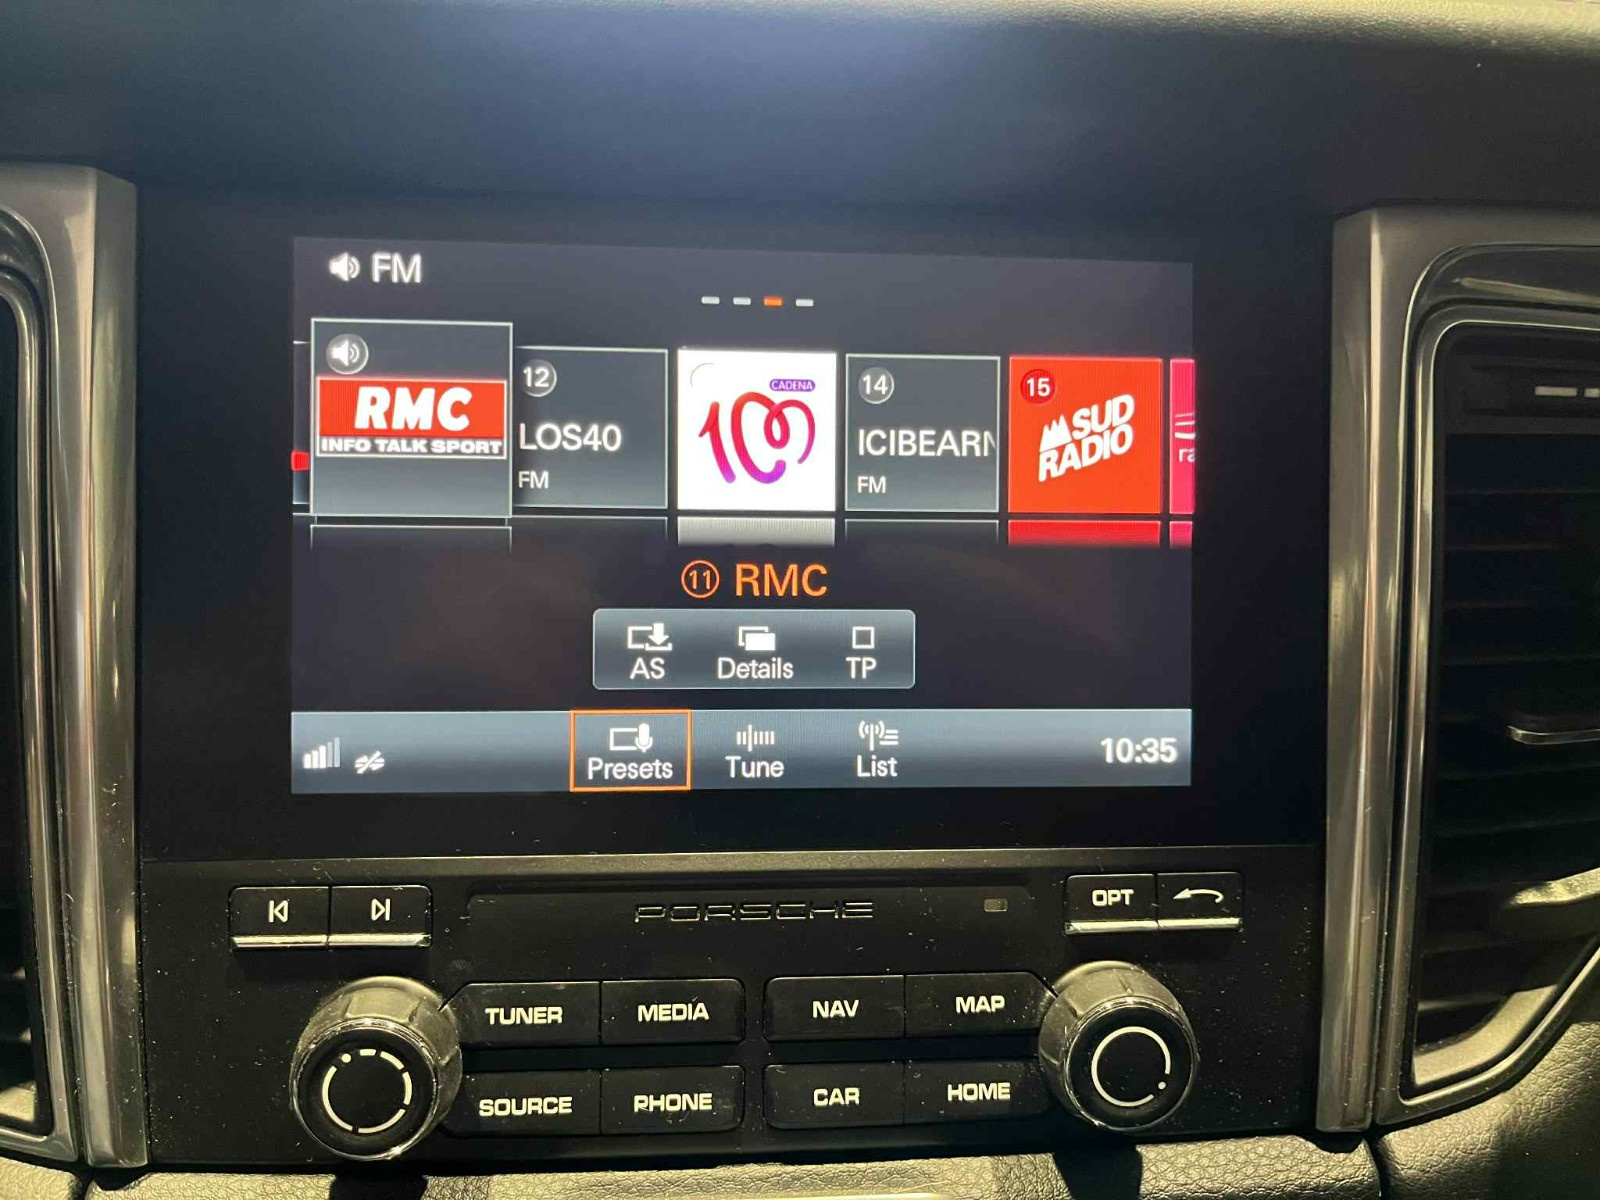 FM
RMC
INFO TALK SPORT
12
LOS40
FM
CADENA
100
14
ICIBEARN
FM
15
SUD
RADIO
11 RMC
AS
Details
TP
Presets
Tune
List
10:35
OPT
PORSCHE
TUNER
MEDIA
NAV
MAP
SOURCE
PHONE
CAR
HOME